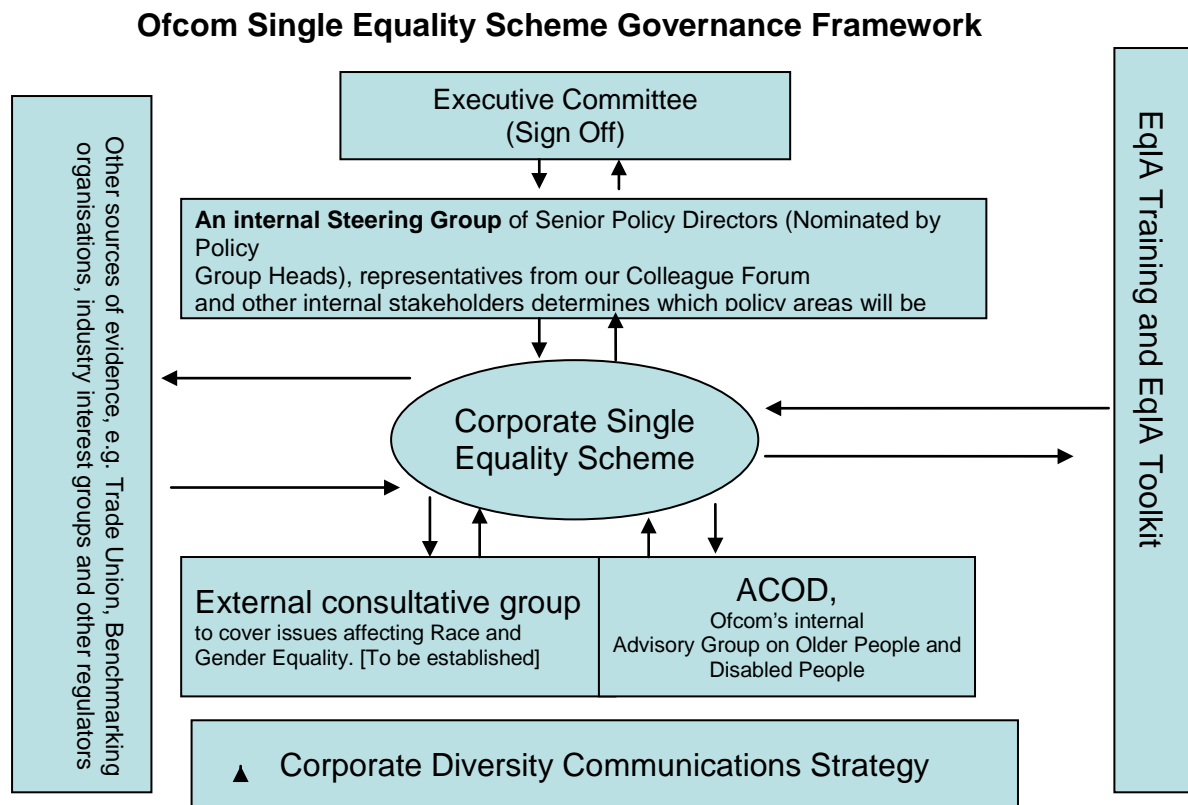 Ofcom Single Equality Scheme Governance Framework
Executive Committee
(Sign Off)
An internal Steering Group of Senior Policy Directors (Nominated by
Policy
Group Heads), representatives from our Colleague Forum
and other internal stakeholders determines which policy areas will be
Other sources of evidence, e.g. Trade Union, Benchmarking
organisations, industry interest groups and other regulators
Corporate Single
Equality Scheme
EqIA Training and EqIA Toolkit
External consultative group
to cover issues affecting Race and
Gender Equality. [To be established]
ACOD,
Ofcom's internal
Advisory Group on Older People and
Disabled People
Corporate Diversity Communications Strategy